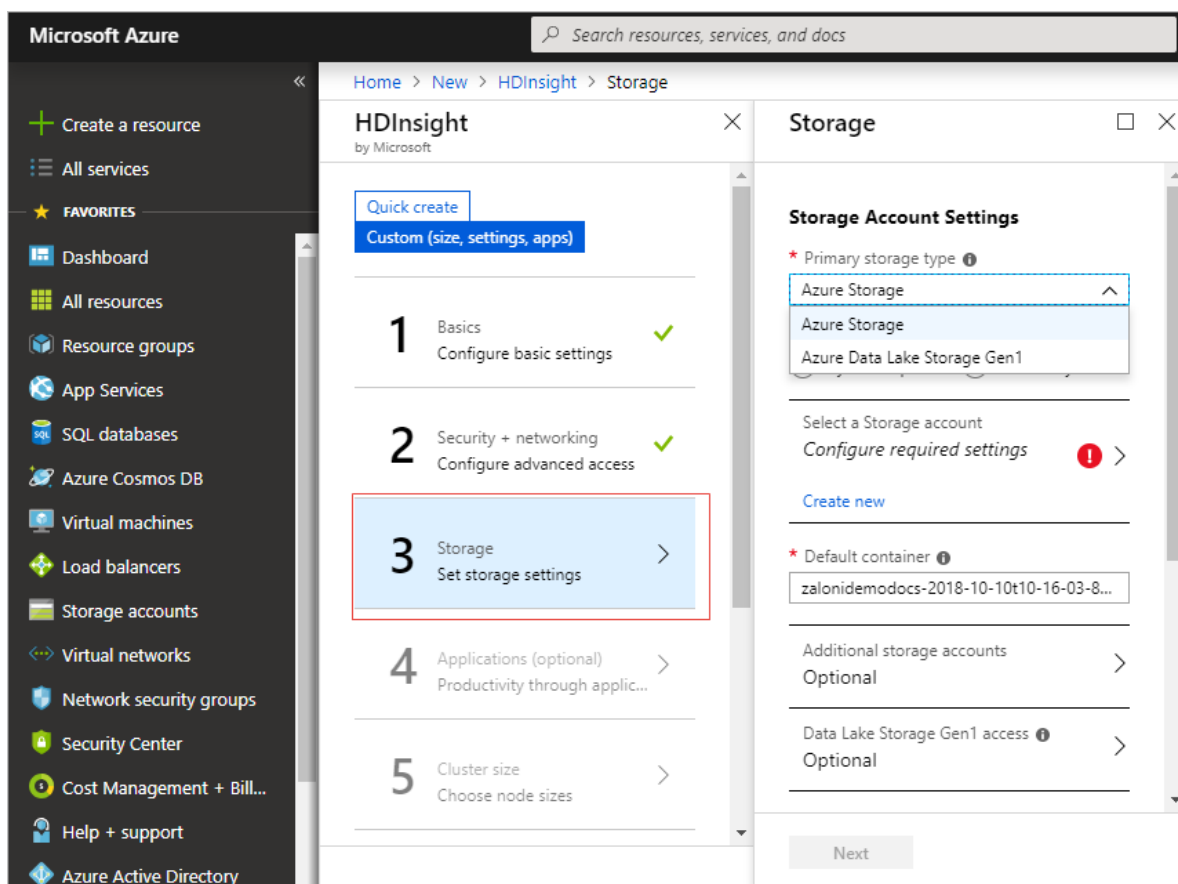 Microsoft Azure
Search resources, services, and docs
Create a resource
All services
FAVORITES
Dashboard
All resources
Resource groups
App Services
SQL databases
Azure Cosmos DB
Virtual machines
Load balancers
Storage accounts
Virtual networks
Network security groups
Security Center
Cost Management + Bill...
Help + support
Azure Active Directory
Home > New > HDInsight > Storage
HDInsight
by Microsoft
Quick create
Custom (size, settings, apps)
1
Basics
Configure basic settings
2
Security + networking
Configure advanced access
3
Storage
Set storage settings
4
Applications (optional)
Productivity through applic...
5
Cluster size
Choose node sizes
Storage
Storage Account Settings
* Primary storage type
Azure Storage
Azure Storage
Azure Data Lake Storage Gen1
Select a Storage account
Configure required settings
Create new
* Default container
zalonidemodocs-2018-10-10t10-16-03-8...
Additional storage accounts
Optional
Data Lake Storage Gen1 access
Optional
Next